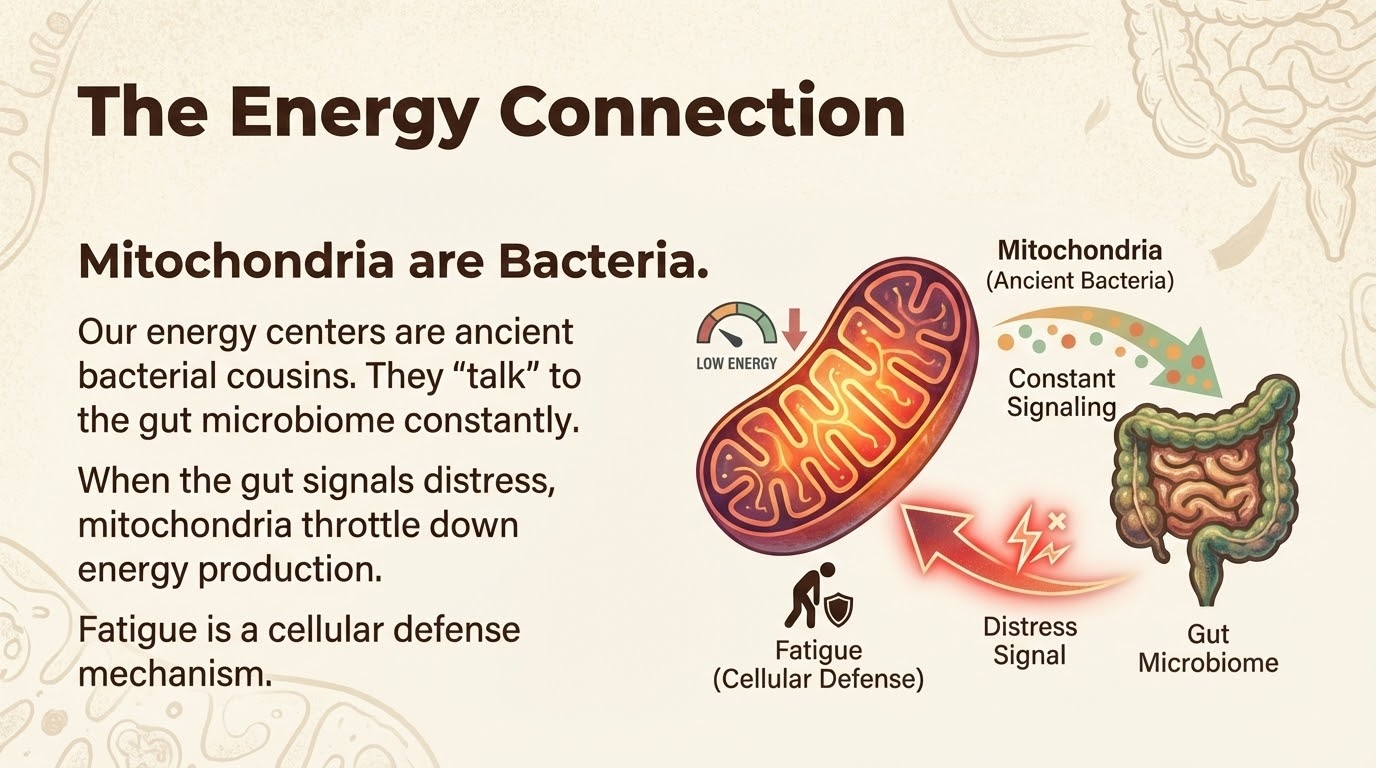 The Energy Connection
Mitochondria are Bacteria.
Our energy centers are ancient
bacterial cousins. They “talk” to
the gut microbiome constantly.
When the gut signals distress,
mitochondria throttle down
energy production.
Fatigue is a cellular defense
mechanism.
LOW ENERGY
Mitochondria
(Ancient Bacteria)
Constant
Signaling
Fatigue
(Cellular Defense)
Distress
Signal
Gut
Microbiome